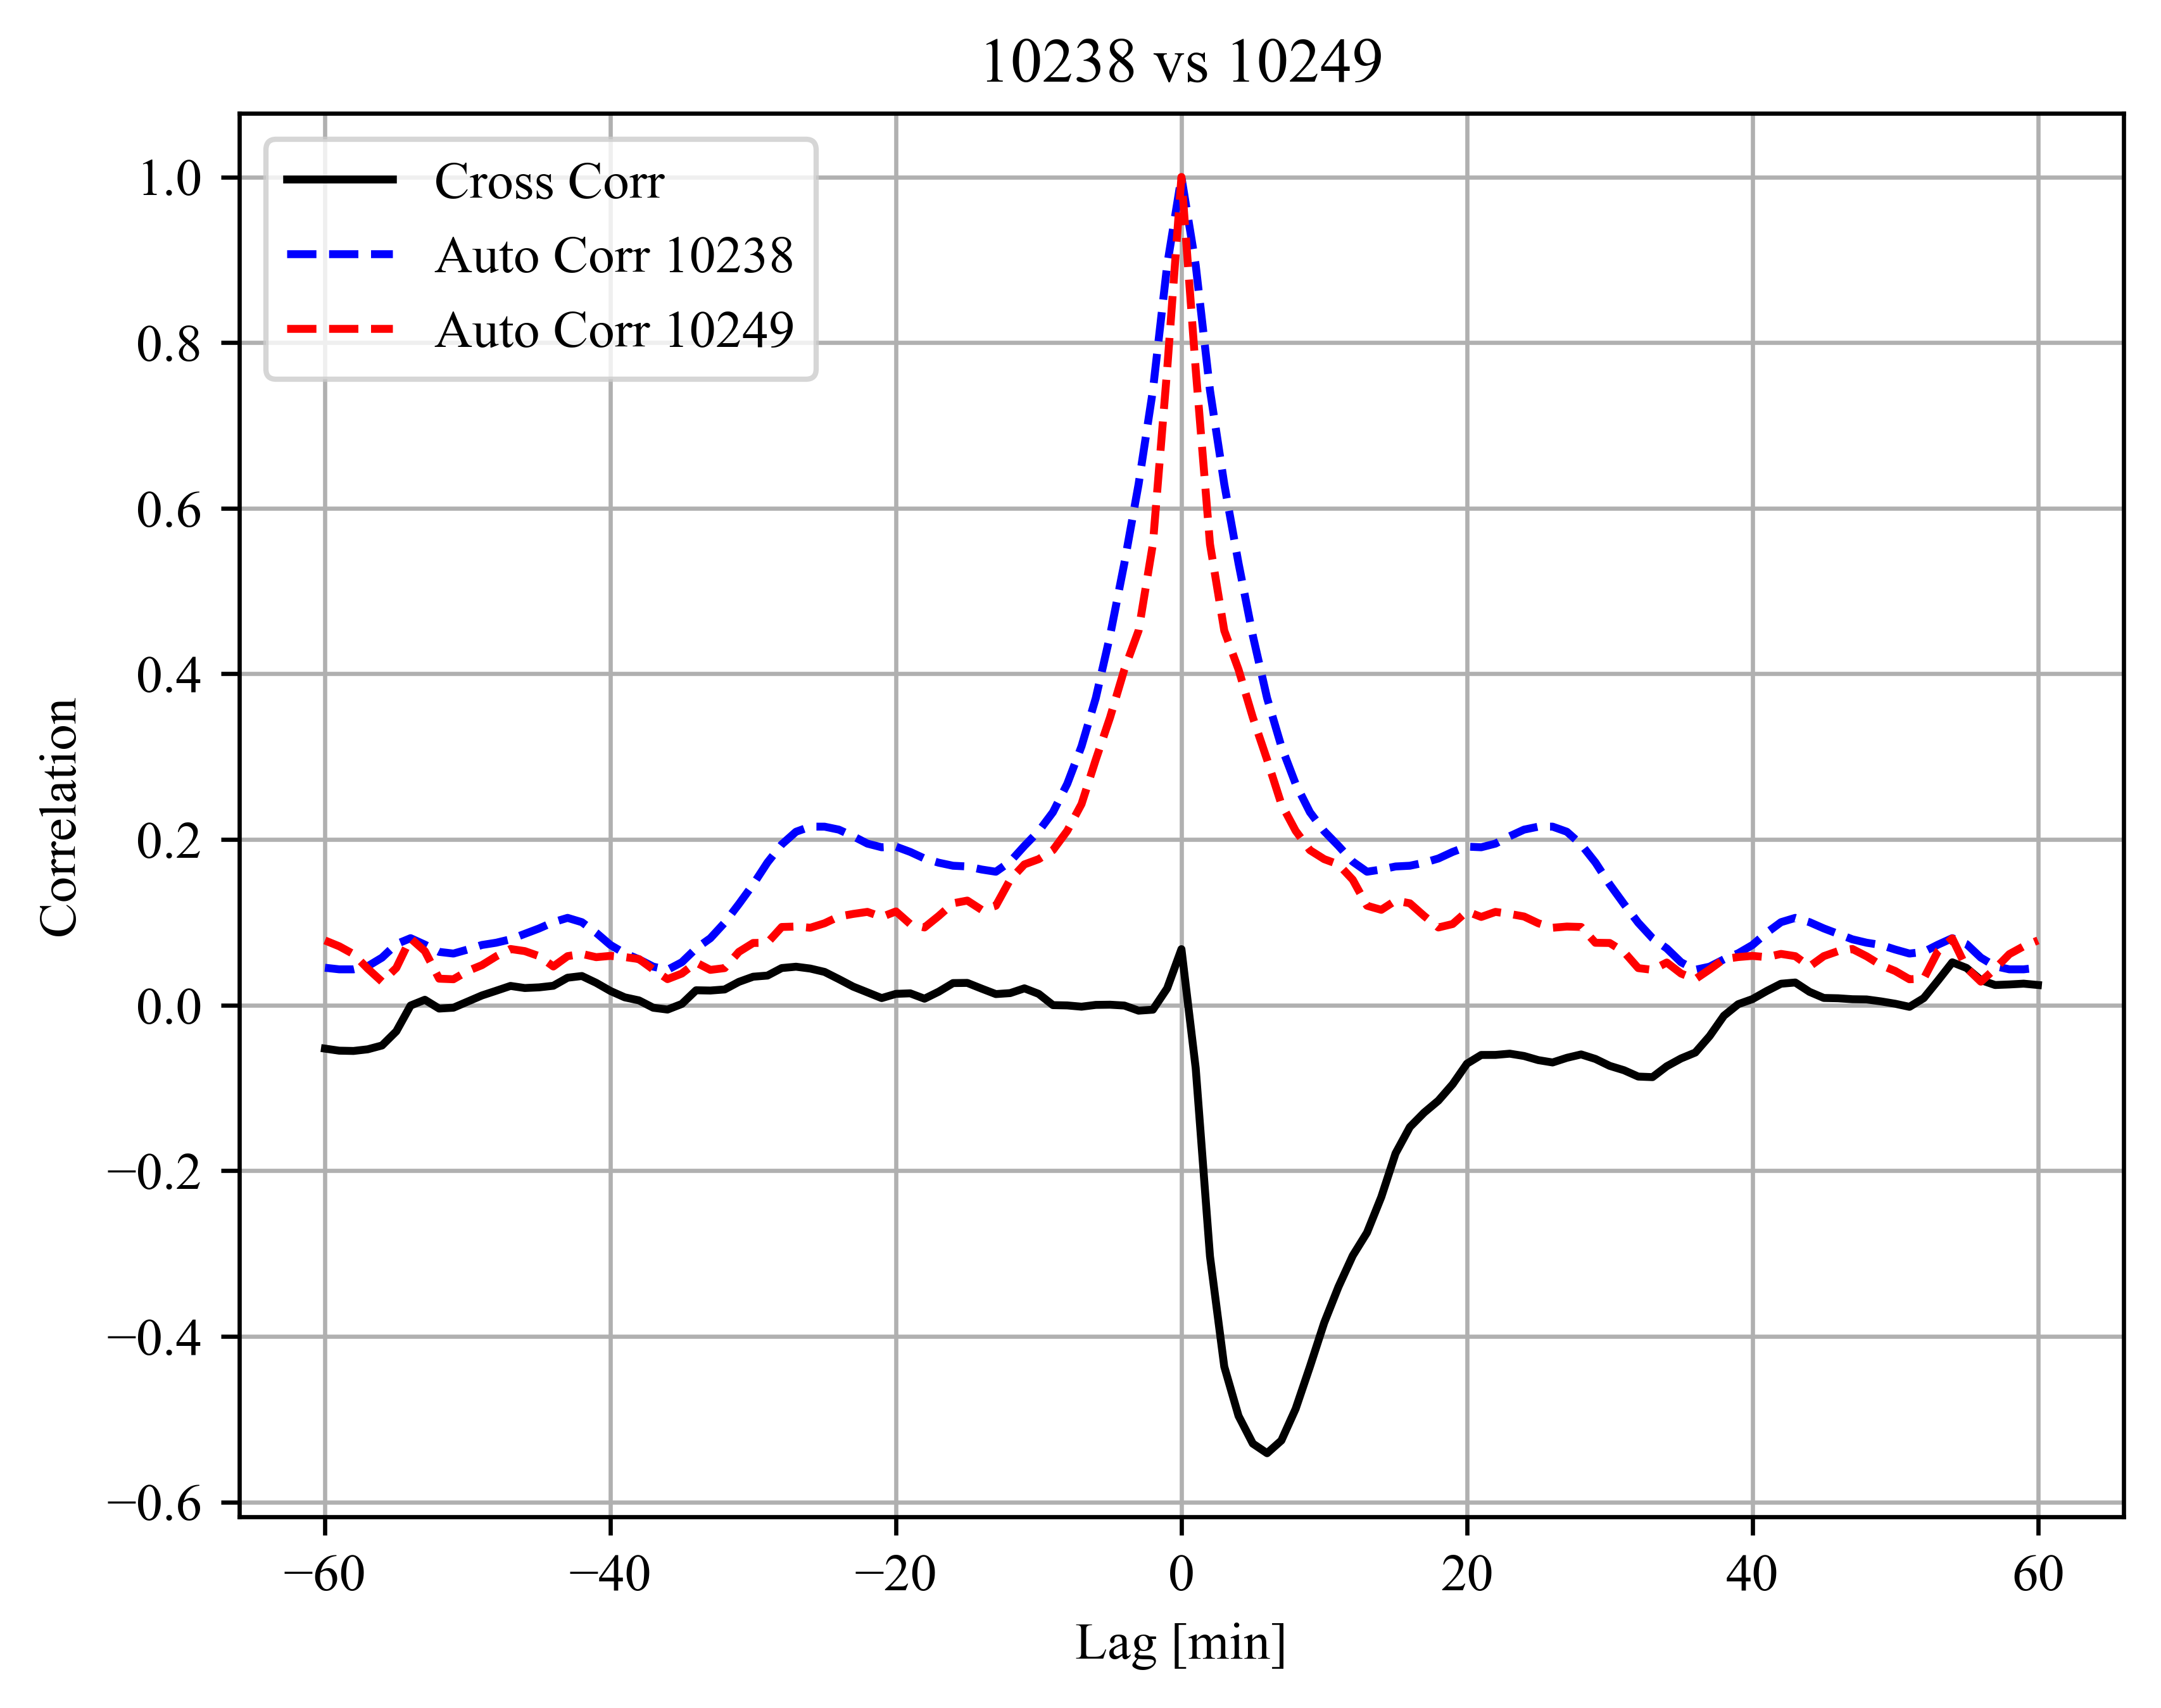 10238 vs 10249
Cross Corr
Auto Corr 10238
Auto Corr 10249
1.0
0.8
0.6
0.4
0.2
0.0
−0.2
−0.4
−0.6
Correlation
−60 −40 −20 0 20 40 60
Lag [min]